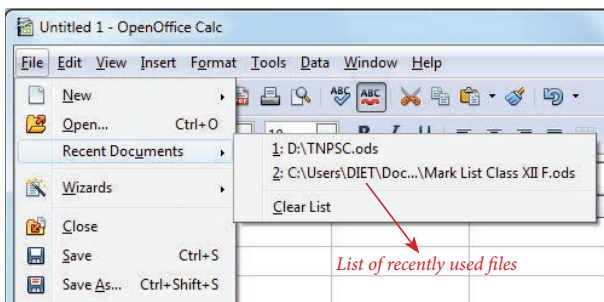 Untitled 1 - OpenOffice Calc
File Edit View Insert Format Tools Data Window Help
New
Open... Ctrl+O
Recent Documents
1: D:\TNPSC.ods
2: C:\Users\DIET\Doc...\Mark List Class XII F.ods
Clear List
Wizards
Close
Save Ctrl+S
Save As... Ctrl+Shift+S
ABC ABC
List of recently used files